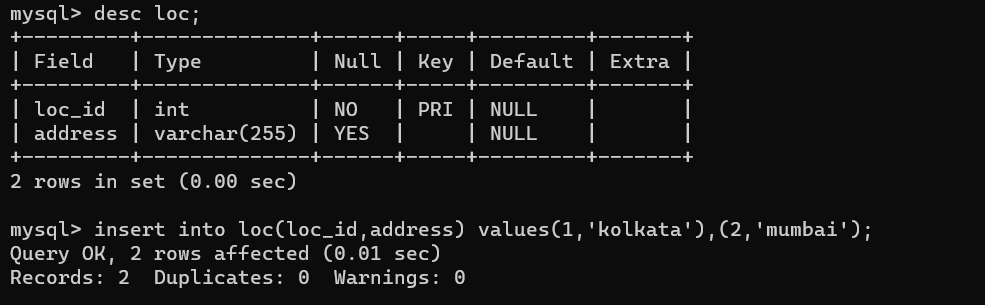 mysql> desc loc;
+---------+--------------+------+-----+---------+-------+
| Field   | Type         | Null | Key | Default | Extra |
+---------+--------------+------+-----+---------+-------+
| loc_id  | int          | NO   | PRI | NULL    |       |
| address | varchar(255) | YES  |     | NULL    |       |
+---------+--------------+------+-----+---------+-------+
2 rows in set (0.00 sec)
mysql> insert into loc(loc_id,address) values(1,'kolkata'),(2,'mumbai');
Query OK, 2 rows affected (0.01 sec)
Records: 2  Duplicates: 0  Warnings: 0